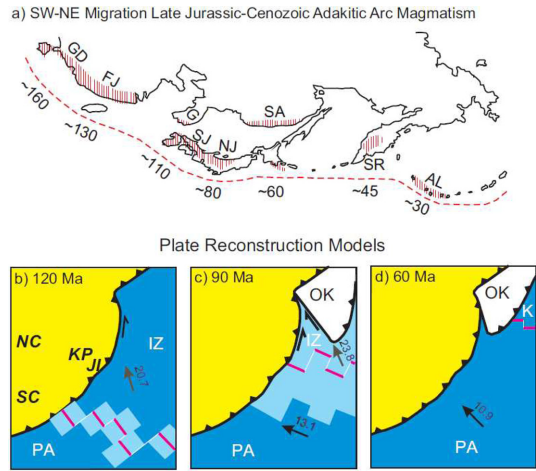 a) SW-NE Migration Late Jurassic-Cenozoic Adakitic Arc Magmatism
GD
FJ
G
SJ
NJ
SA
SR
AL
~160
~130
~110
~80
~60
~45
~30
Plate Reconstruction Models
b) 120 Ma
NC
SC
KP
JI
IZ
20.7
PA
c) 90 Ma
OK
IZ
23.8
13.1
PA
d) 60 Ma
OK
K
10.9
PA